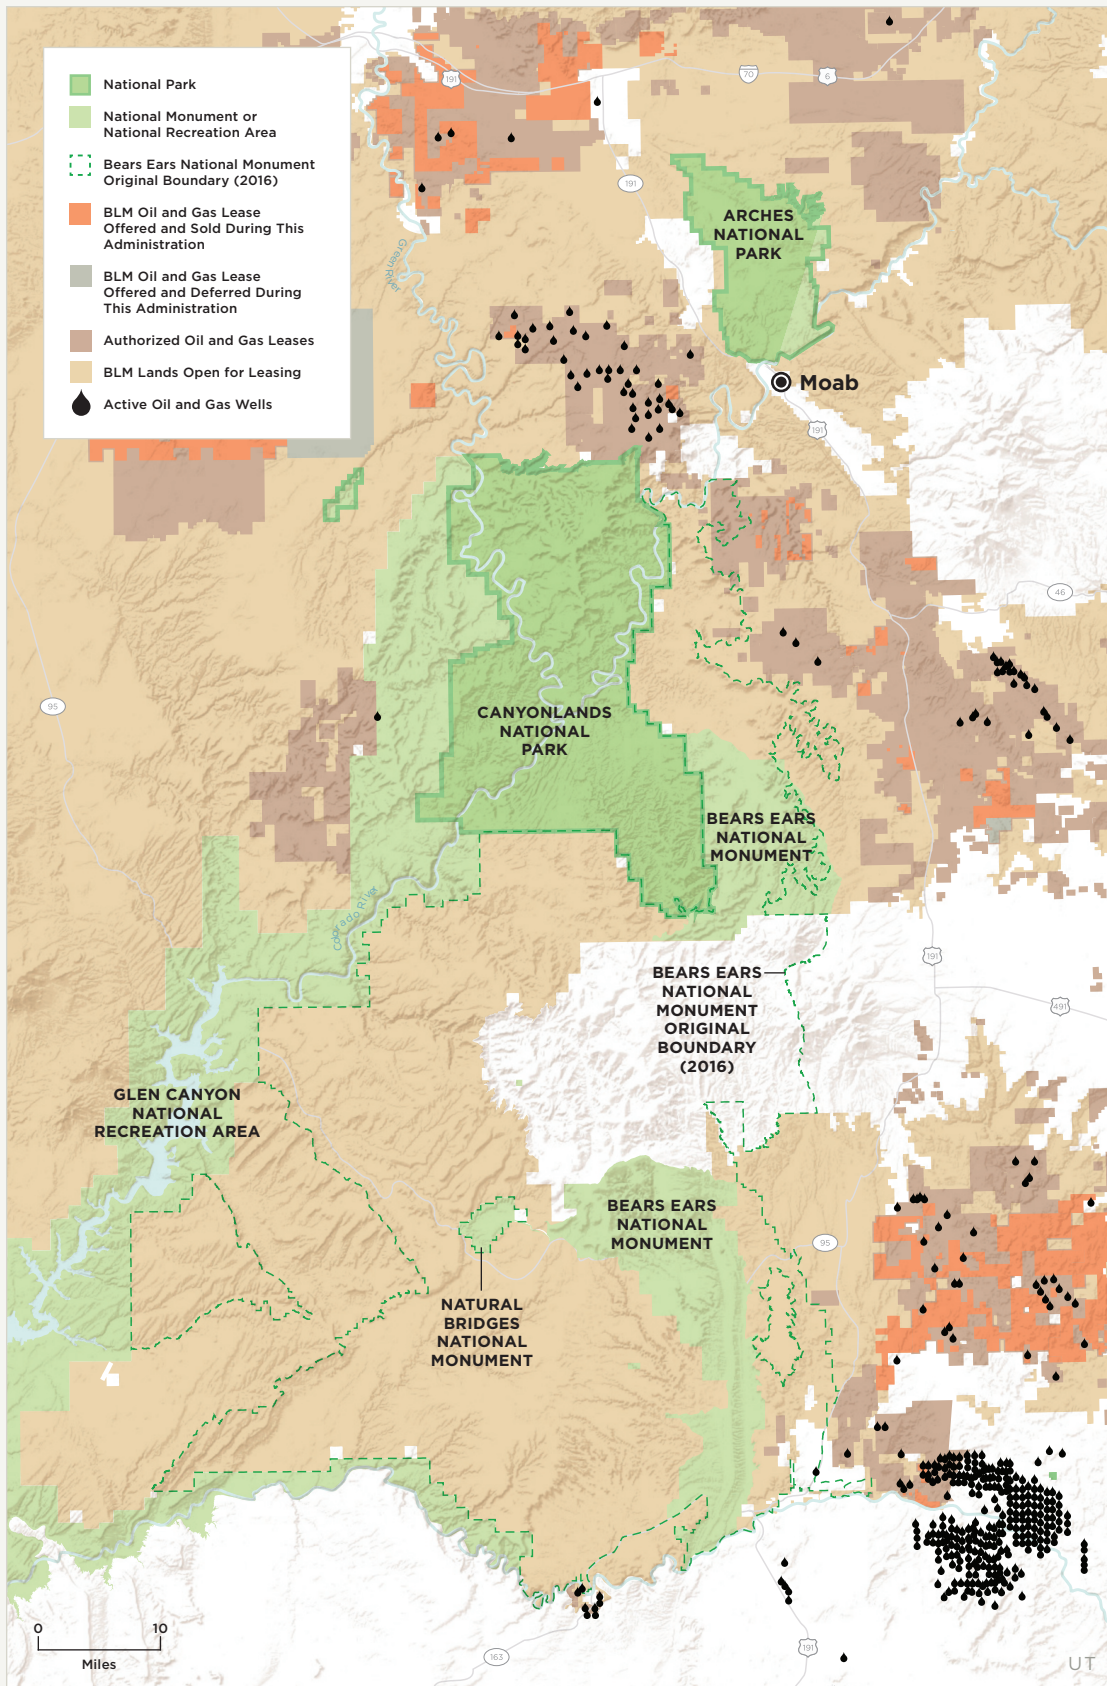 National Park
National Monument or
National Recreation Area
Bears Ears National Monument
Original Boundary (2016)
BLM Oil and Gas Lease
Offered and Sold During This
Administration
BLM Oil and Gas Lease
Offered and Deferred During
This Administration
Authorized Oil and Gas Leases
BLM Lands Open for Leasing
Active Oil and Gas Wells
191
70
6
191
ARCHES
NATIONAL
PARK
Green River
Moab
191
46
95
CANYONLANDS
NATIONAL
PARK
BEARS EARS
NATIONAL
MONUMENT
Colorado River
191
491
BEARS EARS
NATIONAL
MONUMENT
ORIGINAL
BOUNDARY
(2016)
GLEN CANYON
NATIONAL
RECREATION AREA
BEARS EARS
NATIONAL
MONUMENT
95
NATURAL
BRIDGES
NATIONAL
MONUMENT
0 10
Miles
163
191
UT